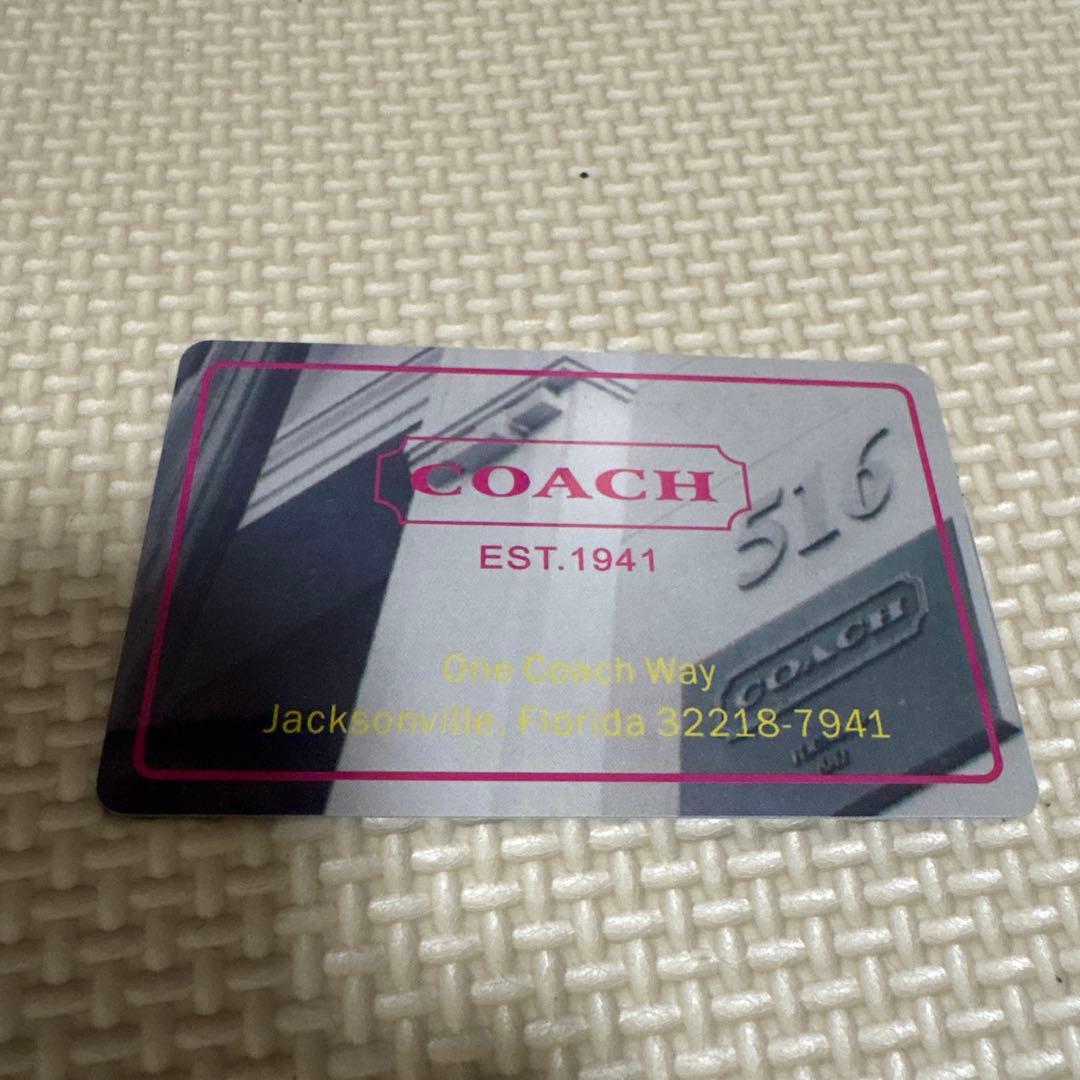 COACH
EST.1941
516
COACH
One Coach Way
Jacksonville, Florida 32218-7941